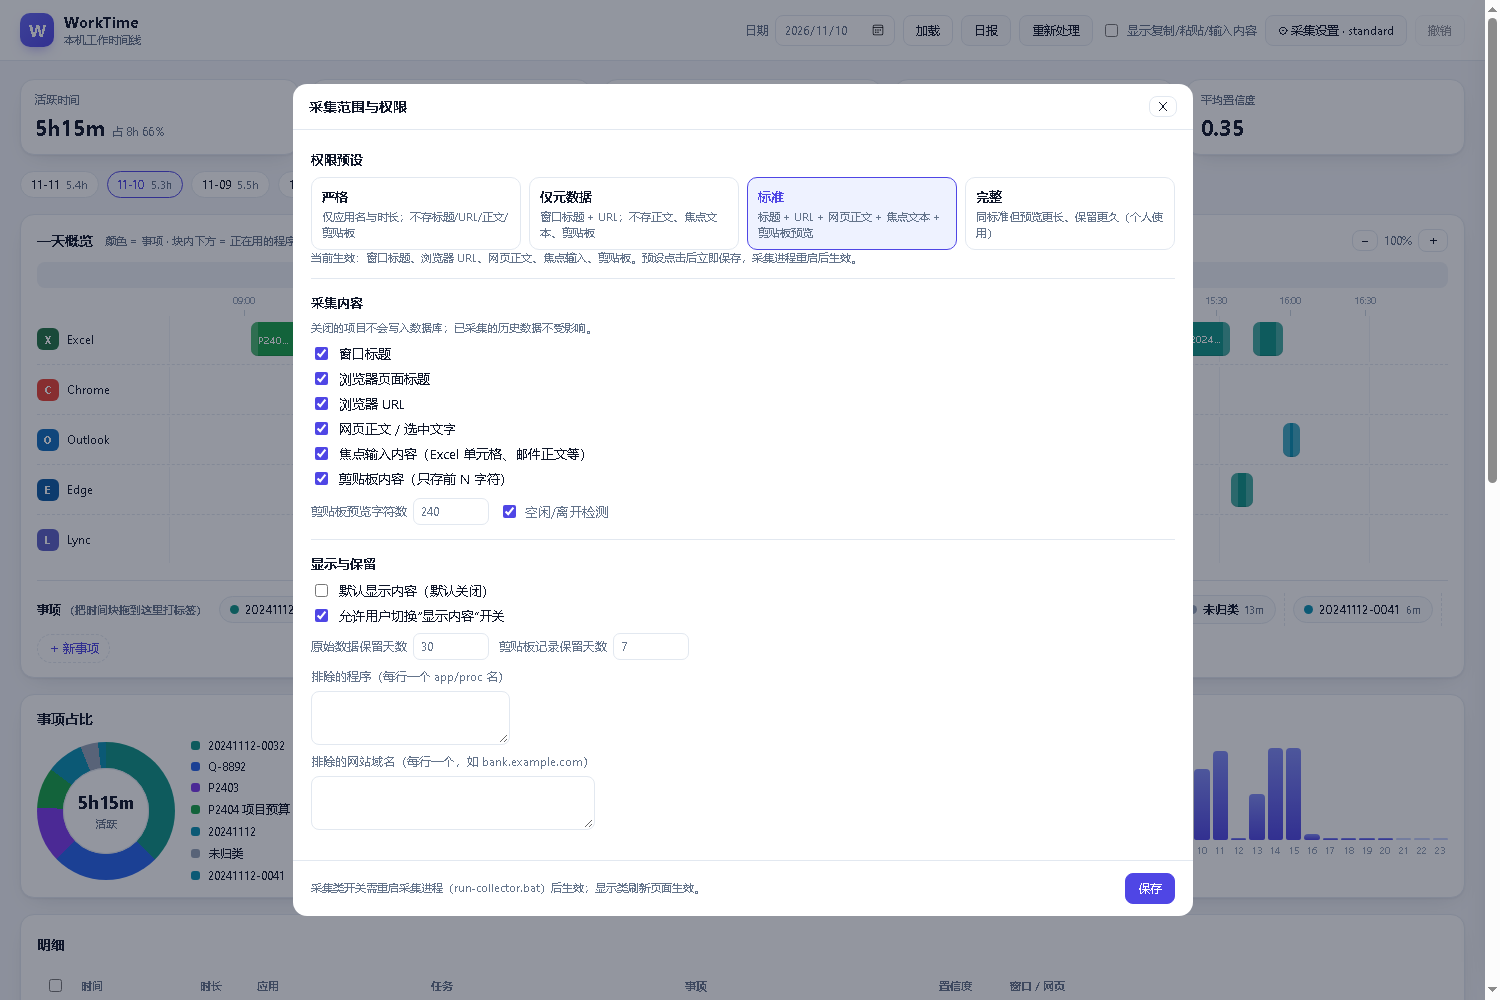 W
WorkTime
本机工作时间线
日期
2026/11/10
加载
日报
重新处理
显示复制/粘贴/输入内容
采集设置 · standard
撤销
活跃时间
5h15m 占 8h 66%
平均置信度
0.35
11-11 5.4h
11-10 5.3h
11-09 5.5h
一天概览 颜色 = 事项 · 块内下方 = 正在用的程序
− 100% +
09:00
15:30
16:00
16:30
X Excel
P240...
2024...
C Chrome
O Outlook
E Edge
L Lync
事项 (把时间块拖到这里打标签)
20241112
未归类 13m
20241112-0041 6m
+ 新事项
事项占比
5h15m
活跃
20241112-0032
Q-8892
P2403
P2404 项目预算
20241112
未归类
20241112-0041
10 11 12 13 14 15 16 17 18 19 20 21 22 23
明细
时间 时长 应用 任务 事项 置信度 窗口 / 网页
采集范围与权限
X
权限预设
严格
仅应用名与时长；不存标题/URL/正文/
剪贴板
仅元数据
窗口标题 + URL；不存正文、焦点文
本、剪贴板
标准
标题 + URL + 网页正文 + 焦点文本 +
剪贴板预览
完整
同标准但预览更长、保留更久（个人使
用）
当前生效：窗口标题、浏览器 URL、网页正文、焦点输入、剪贴板。预设点击后立即保存，采集进程重启后生效。
采集内容
关闭的项目不会写入数据库；已采集的历史数据不受影响。
窗口标题
浏览器页面标题
浏览器 URL
网页正文 / 选中文字
焦点输入内容（Excel 单元格、邮件正文等）
剪贴板内容（只存前 N 字符）
剪贴板预览字符数 240 空闲/离开检测
显示与保留
默认显示内容（默认关闭）
允许用户切换"显示内容"开关
原始数据保留天数 30 剪贴板记录保留天数 7
排除的程序（每行一个 app/proc 名）
排除的网站域名（每行一个，如 bank.example.com）
采集类开关需重启采集进程（run-collector.bat）后生效；显示类刷新页面生效。
保存